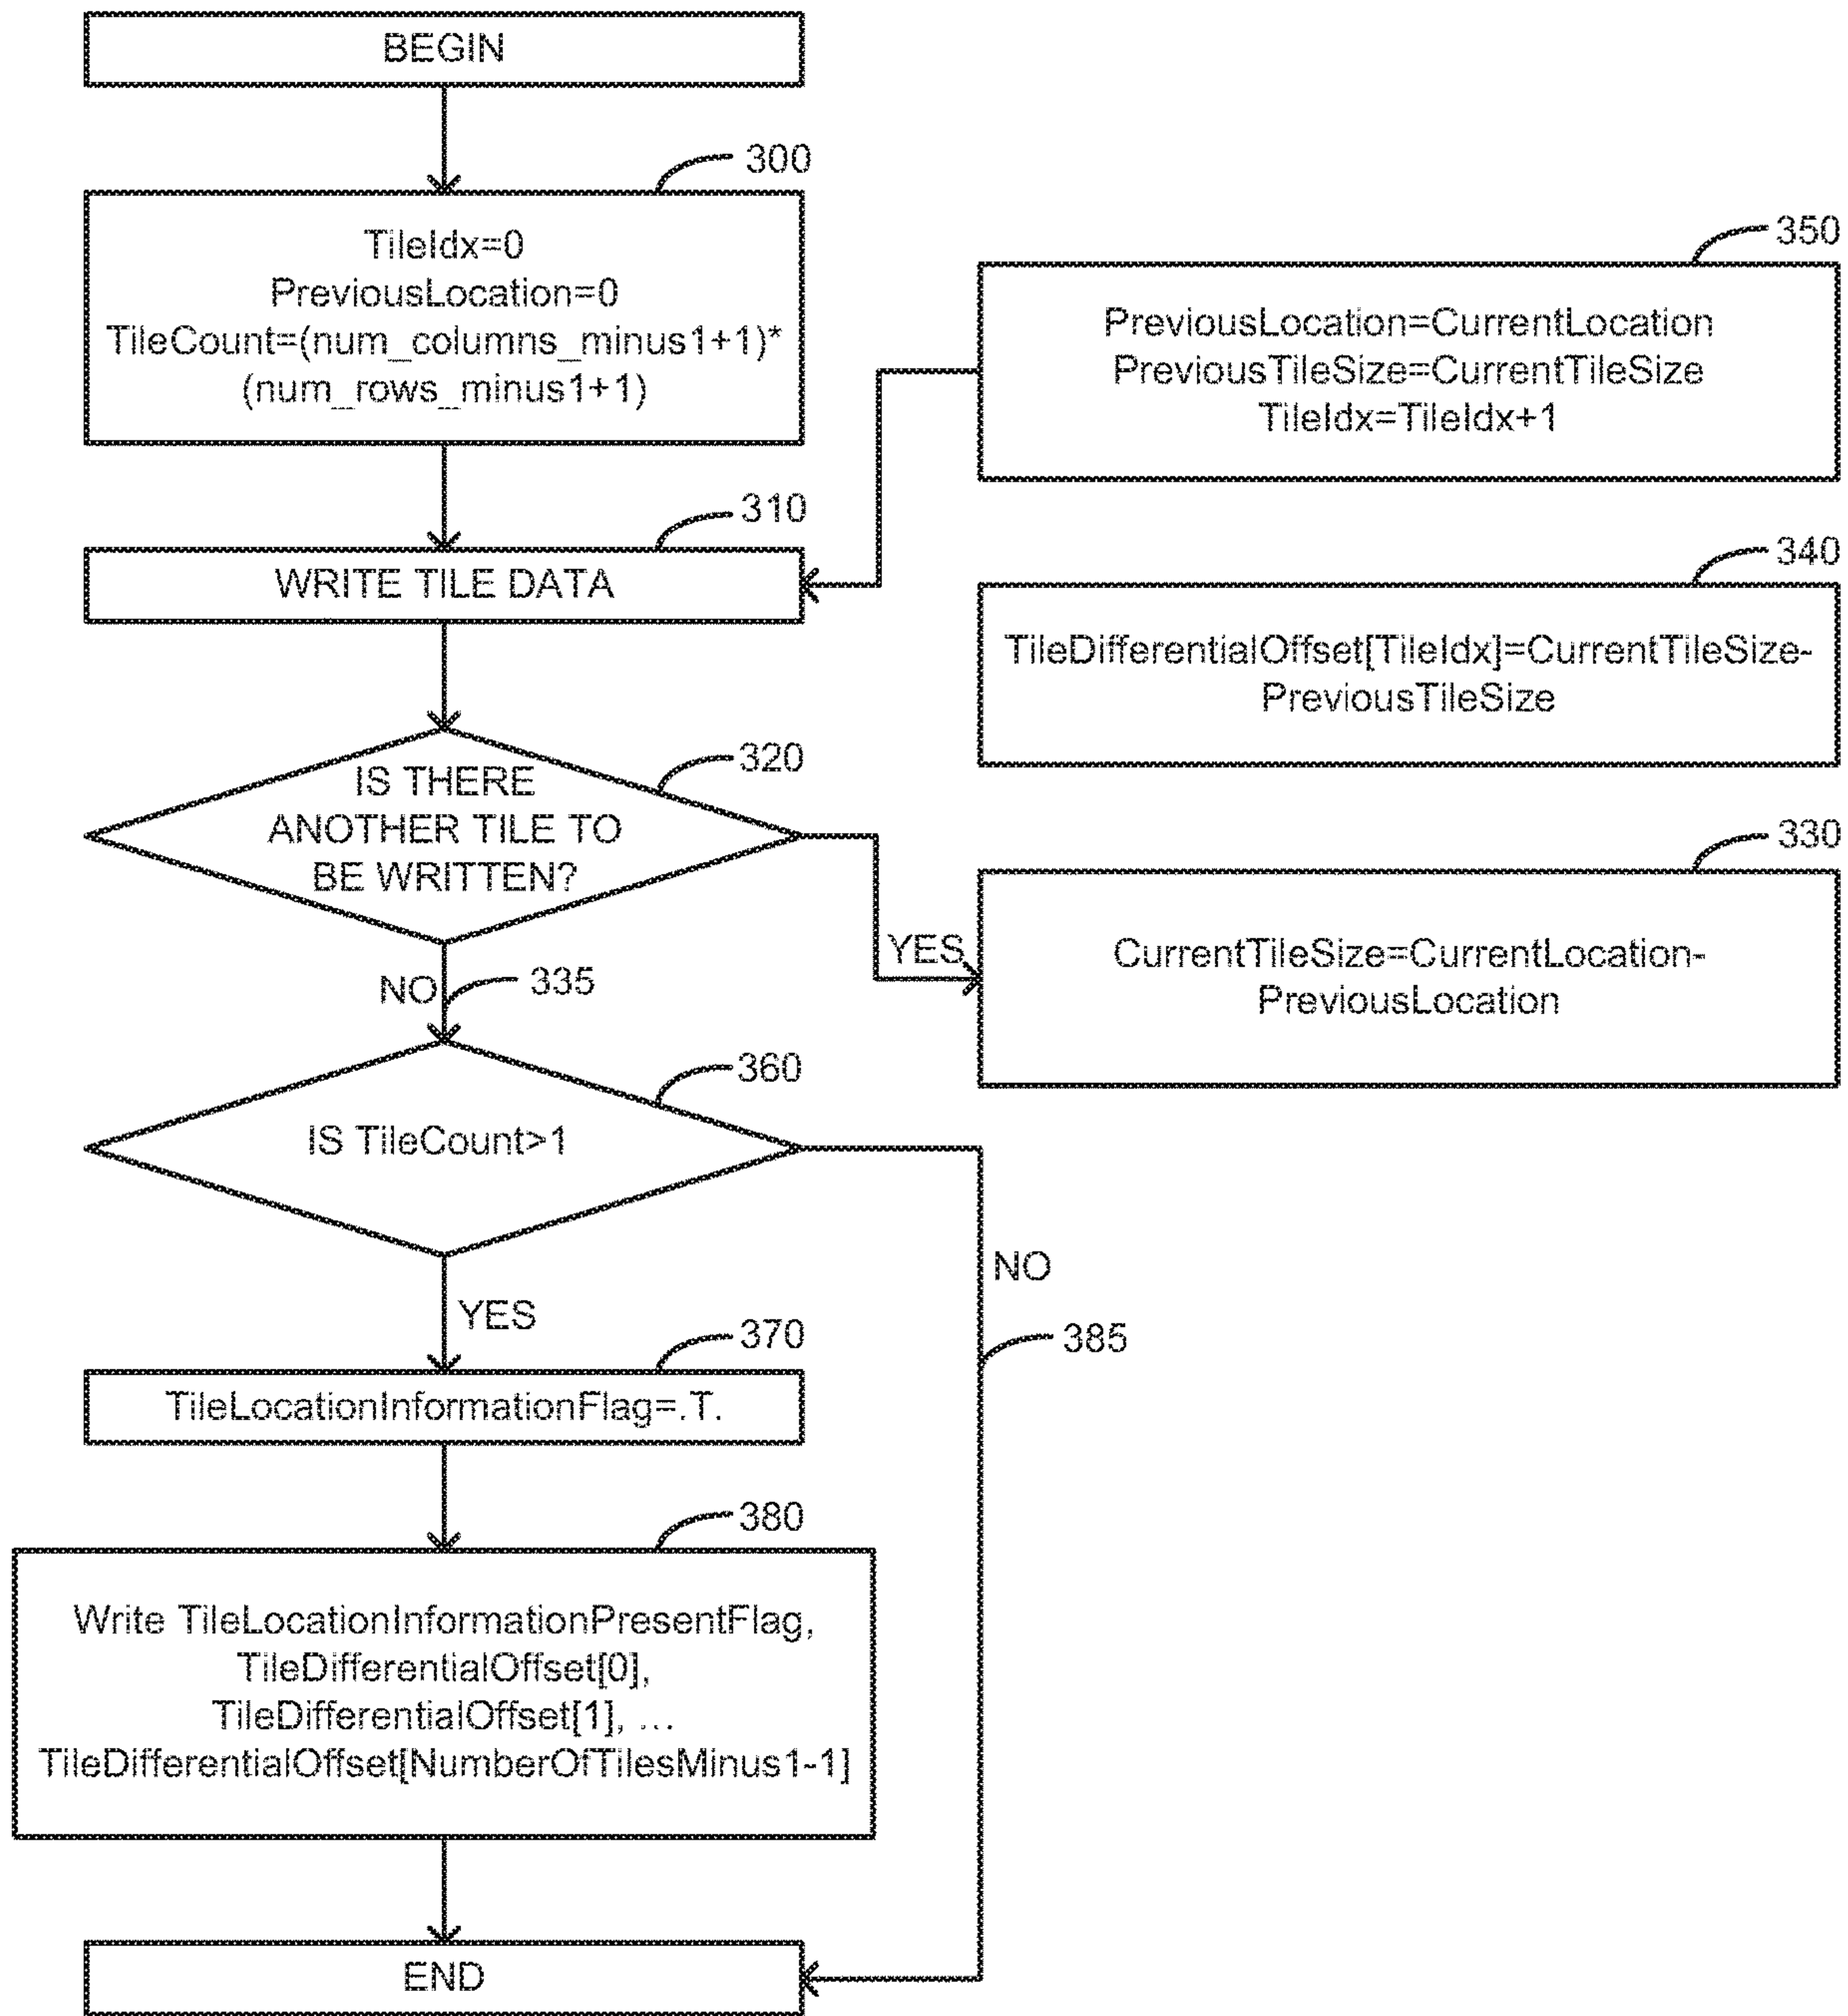 BEGIN
300
TileIdx=0
PreviousLocation=0
TileCount=(num_columns_minus1+1)*
(num_rows_minus1+1)
350
PreviousLocation=CurrentLocation
PreviousTileSize=CurrentTileSize
TileIdx=TileIdx+1
310
WRITE TILE DATA
340
TileDifferentialOffset[TileIdx]=CurrentTileSize-
PreviousTileSize
320
IS THERE
ANOTHER TILE TO
BE WRITTEN?
330
YES
CurrentTileSize=CurrentLocation-
PreviousLocation
NO
335
360
IS TileCount>1
NO
YES
385
370
TileLocationInformationFlag=.T.
380
Write TileLocationInformationPresentFlag,
TileDifferentialOffset[0],
TileDifferentialOffset[1], ...
TileDifferentialOffset[NumberOfTilesMinus1-1]
END